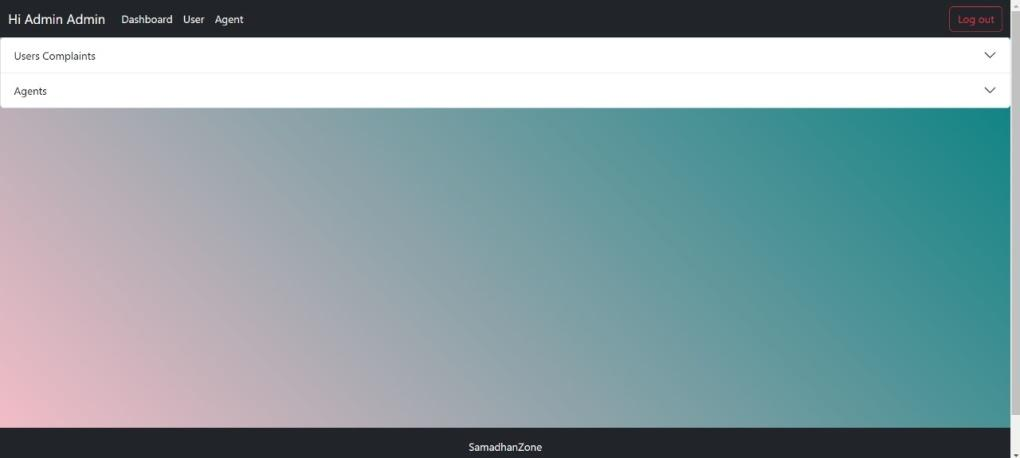 Hi Admin Admin Dashboard User Agent Log out
Users Complaints
Agents
SamadhanZone